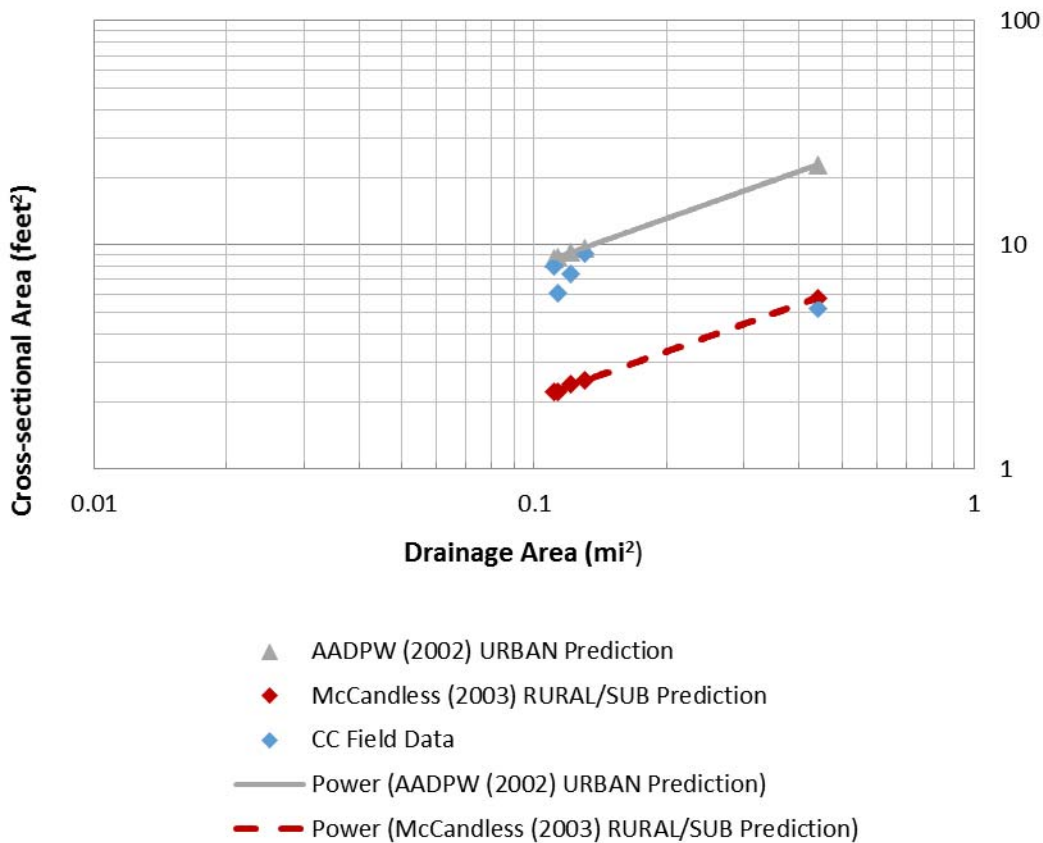 100
10
1
Cross-sectional Area (feet²)
0.01
0.1
1
Drainage Area (mi²)
AADPW (2002) URBAN Prediction
McCandless (2003) RURAL/SUB Prediction
CC Field Data
Power (AADPW (2002) URBAN Prediction)
Power (McCandless (2003) RURAL/SUB Prediction)